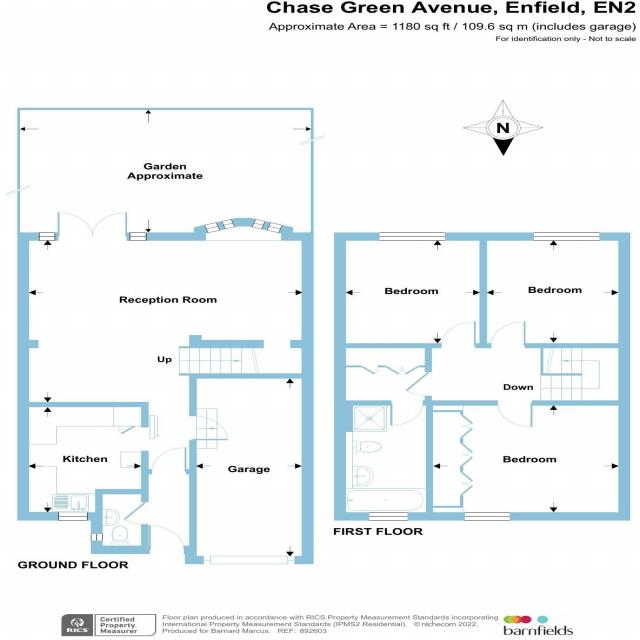 Chase Green Avenue, Enfield, EN2
Approximate Area = 1180 sq ft / 109.6 sq m (includes garage)
For identification only - Not to scale
N
Garden
Approximate
Reception Room
Up
Kitchen
Garage
GROUND FLOOR
Bedroom
Bedroom
Down
Bedroom
FIRST FLOOR
RICS
Certified
Property
Measurer
Floor plan produced in accordance with RICS Property Measurement Standards incorporating
International Property Measurement Standards (IPMS2 Residential). © nichecom 2022.
Produced for Barnard Marcus. REF: 892603
barnfields